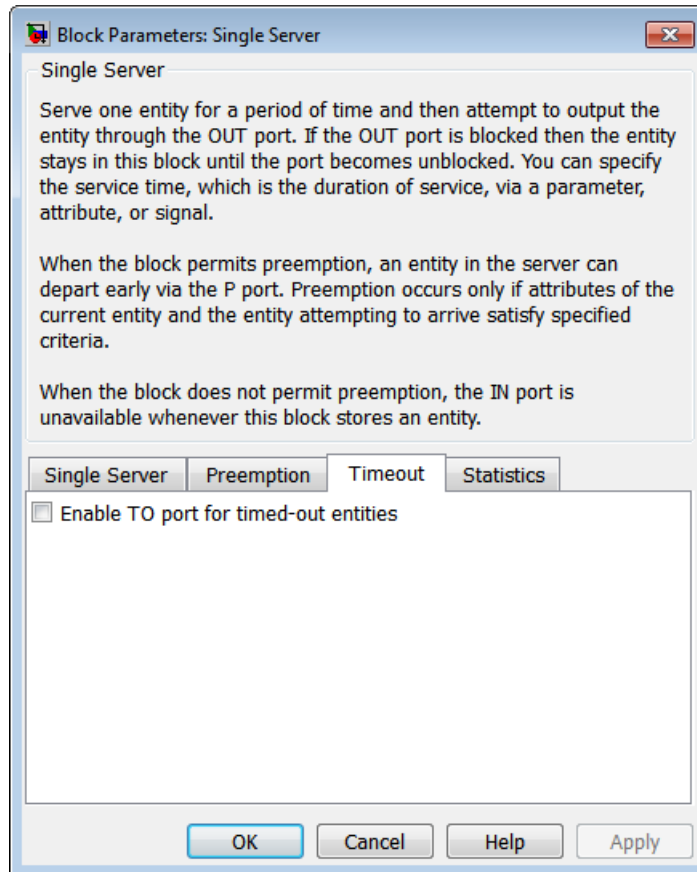 Block Parameters: Single Server
Single Server
Serve one entity for a period of time and then attempt to output the
entity through the OUT port. If the OUT port is blocked then the entity
stays in this block until the port becomes unblocked. You can specify
the service time, which is the duration of service, via a parameter,
attribute, or signal.
When the block permits preemption, an entity in the server can
depart early via the P port. Preemption occurs only if attributes of the
current entity and the entity attempting to arrive satisfy specified
criteria.
When the block does not permit preemption, the IN port is
unavailable whenever this block stores an entity.
Single Server Preemption Timeout Statistics
Enable TO port for timed-out entities
OK Cancel Help Apply